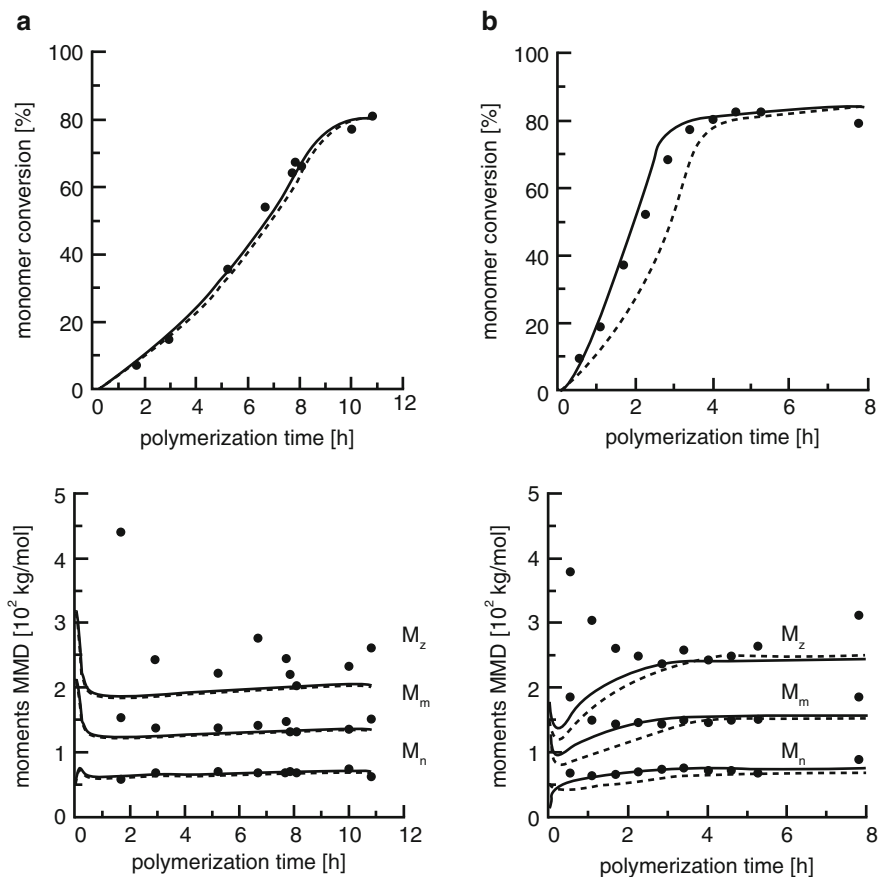 a
100
80
60
40
20
0
monomer conversion [%]
0 2 4 6 8 10 12
polymerization time [h]
b
100
80
60
40
20
0
monomer conversion [%]
0 2 4 6 8
polymerization time [h]
5
4
3
2
1
0
moments MMD [10² kg/mol]
M_z
M_m
M_n
0 2 4 6 8 10 12
polymerization time [h]
5
4
3
2
1
0
moments MMD [10² kg/mol]
M_z
M_m
M_n
0 2 4 6 8
polymerization time [h]